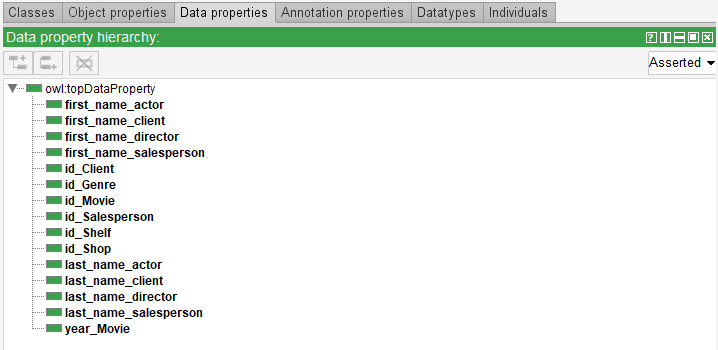 Classes Object properties Data properties Annotation properties Datatypes Individuals
Data property hierarchy: ?
Asserted
owl:topDataProperty
first_name_actor
first_name_client
first_name_director
first_name_salesperson
id_Client
id_Genre
id_Movie
id_Salesperson
id_Shelf
id_Shop
last_name_actor
last_name_client
last_name_director
last_name_salesperson
year_Movie